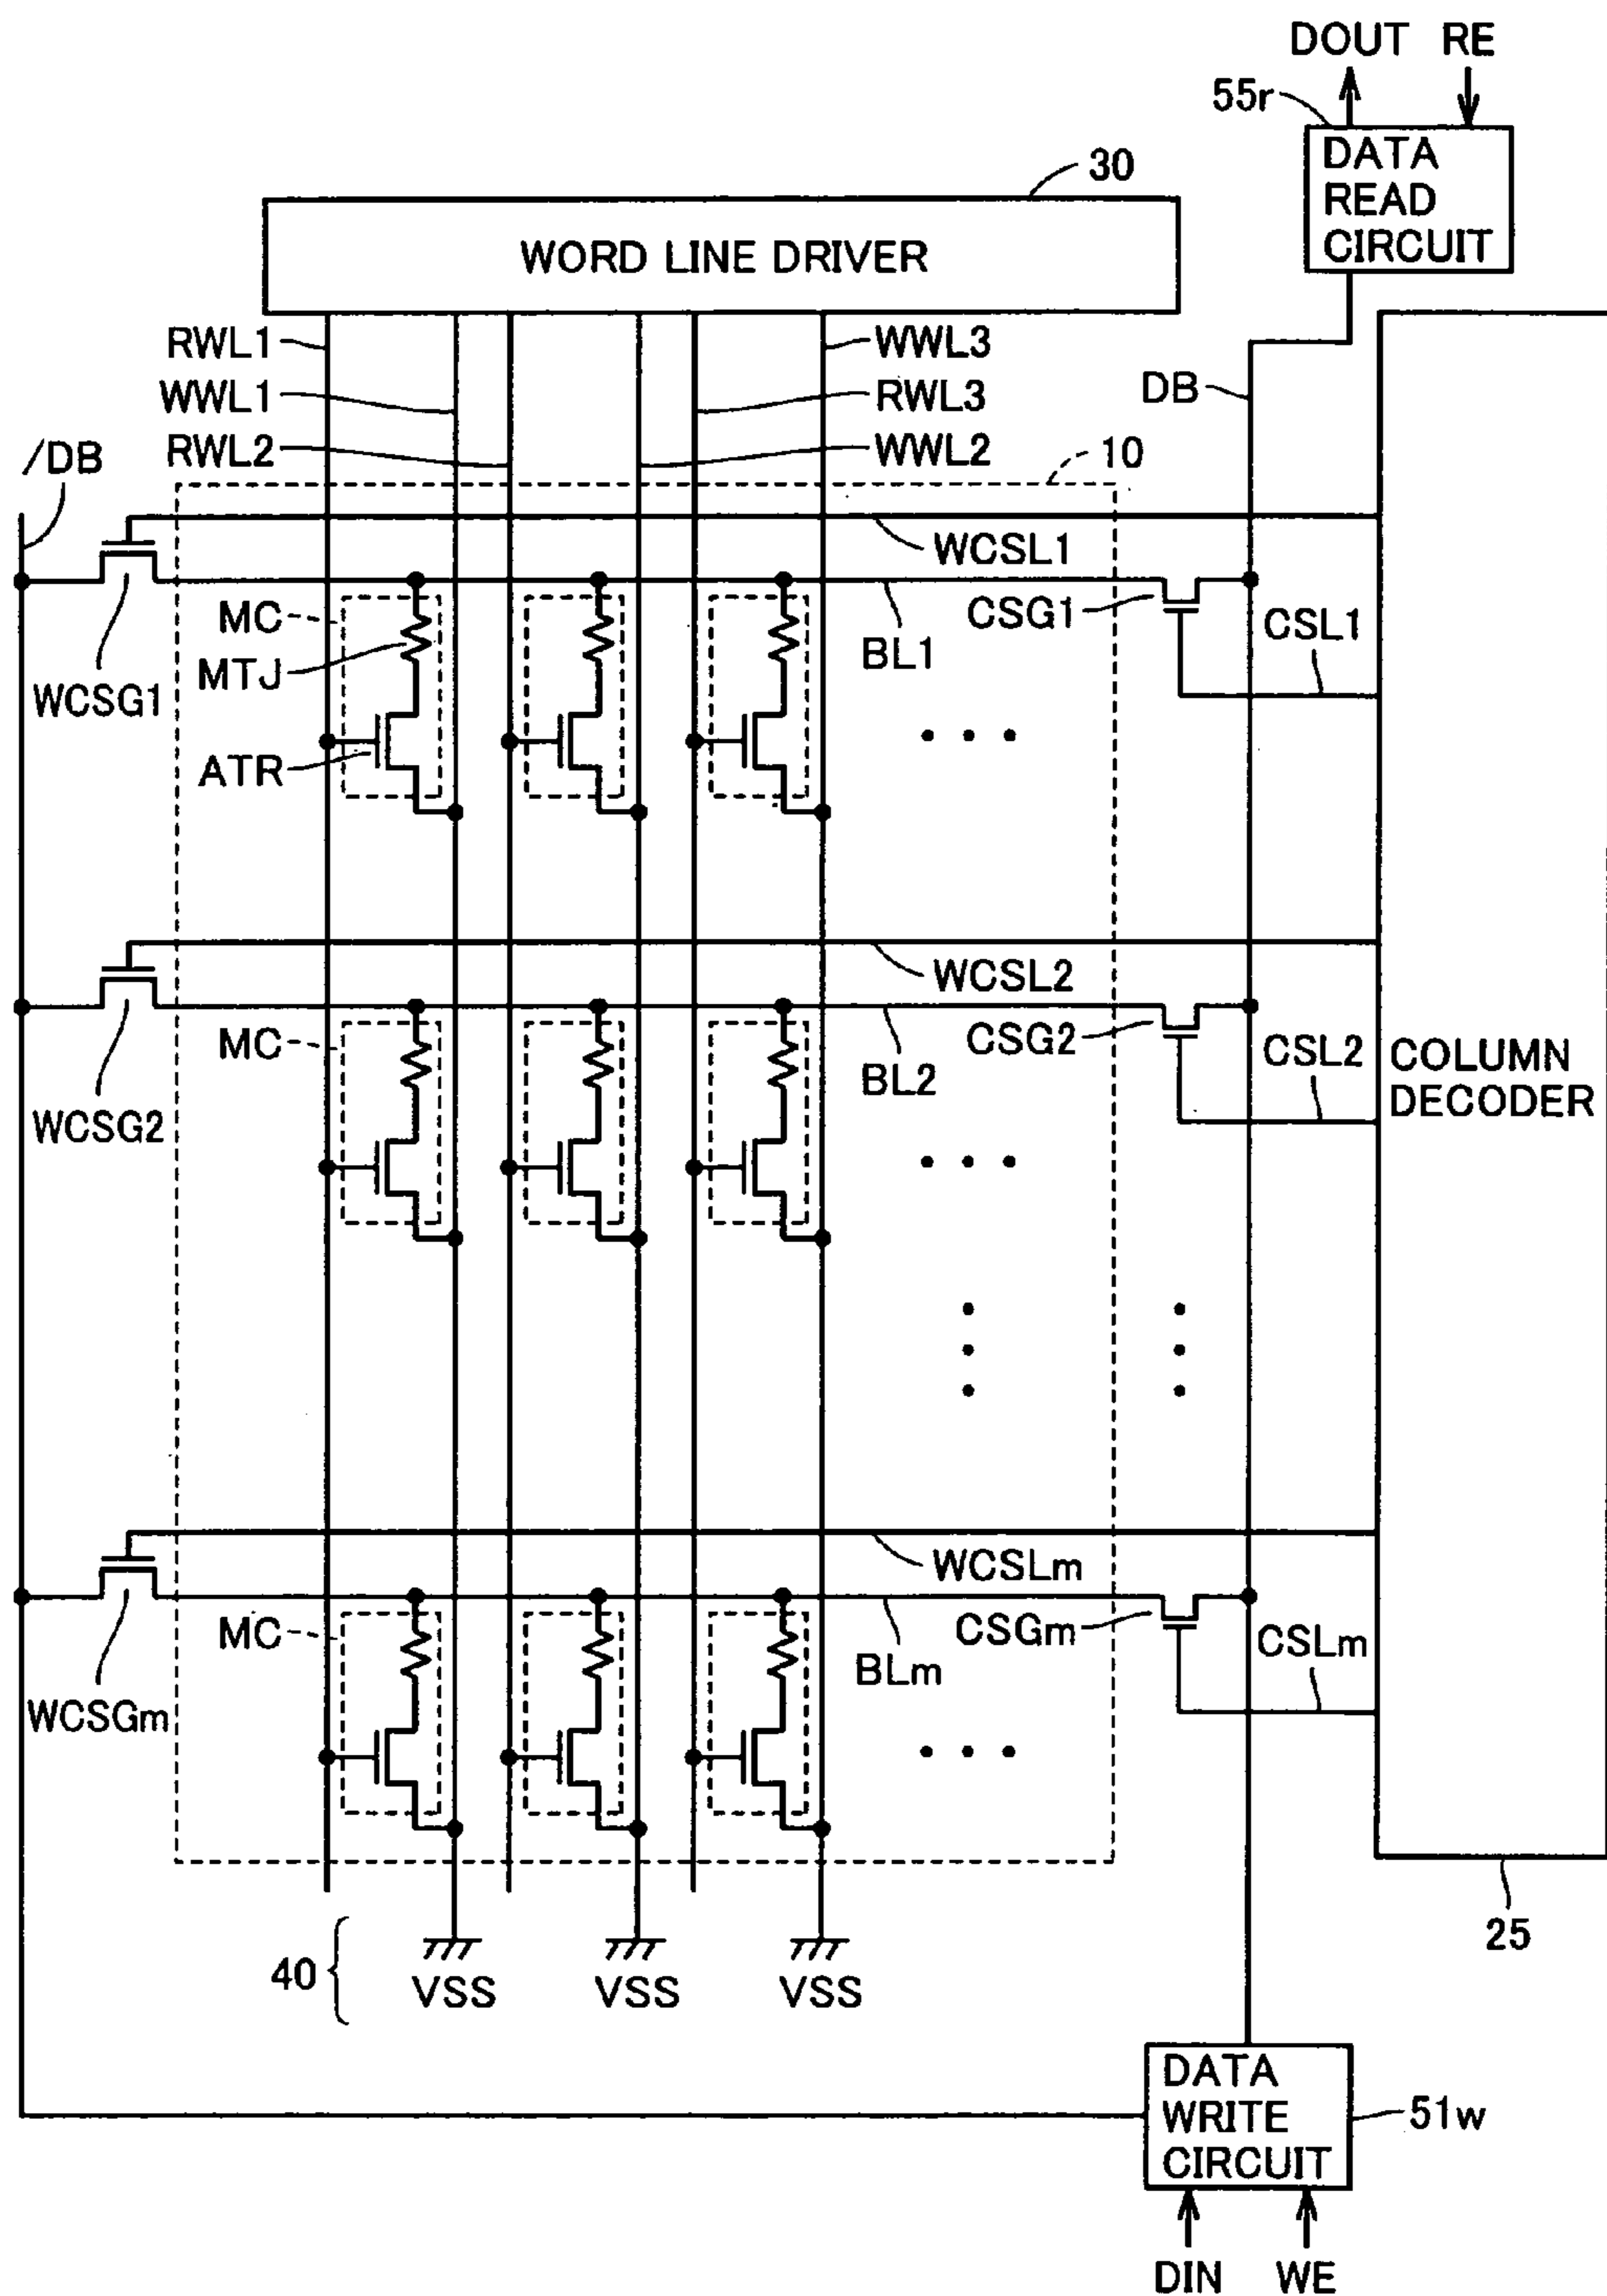 DOUT RE
55r
DATA
READ
CIRCUIT
30
WORD LINE DRIVER
RWL1
WWL3
WWL1
RWL3
DB
RWL2
WWL2
10
/DB
WCSL1
MC
CSG1
CSL1
MTJ
BL1
WCSG1
ATR
WCSL2
MC
CSG2
CSL2
COLUMN
DECODER
BL2
WCSG2
WCSLm
MC
CSGm
CSLm
BLm
WCSGm
25
40
VSS VSS VSS
DATA
WRITE
CIRCUIT
51w
DIN WE